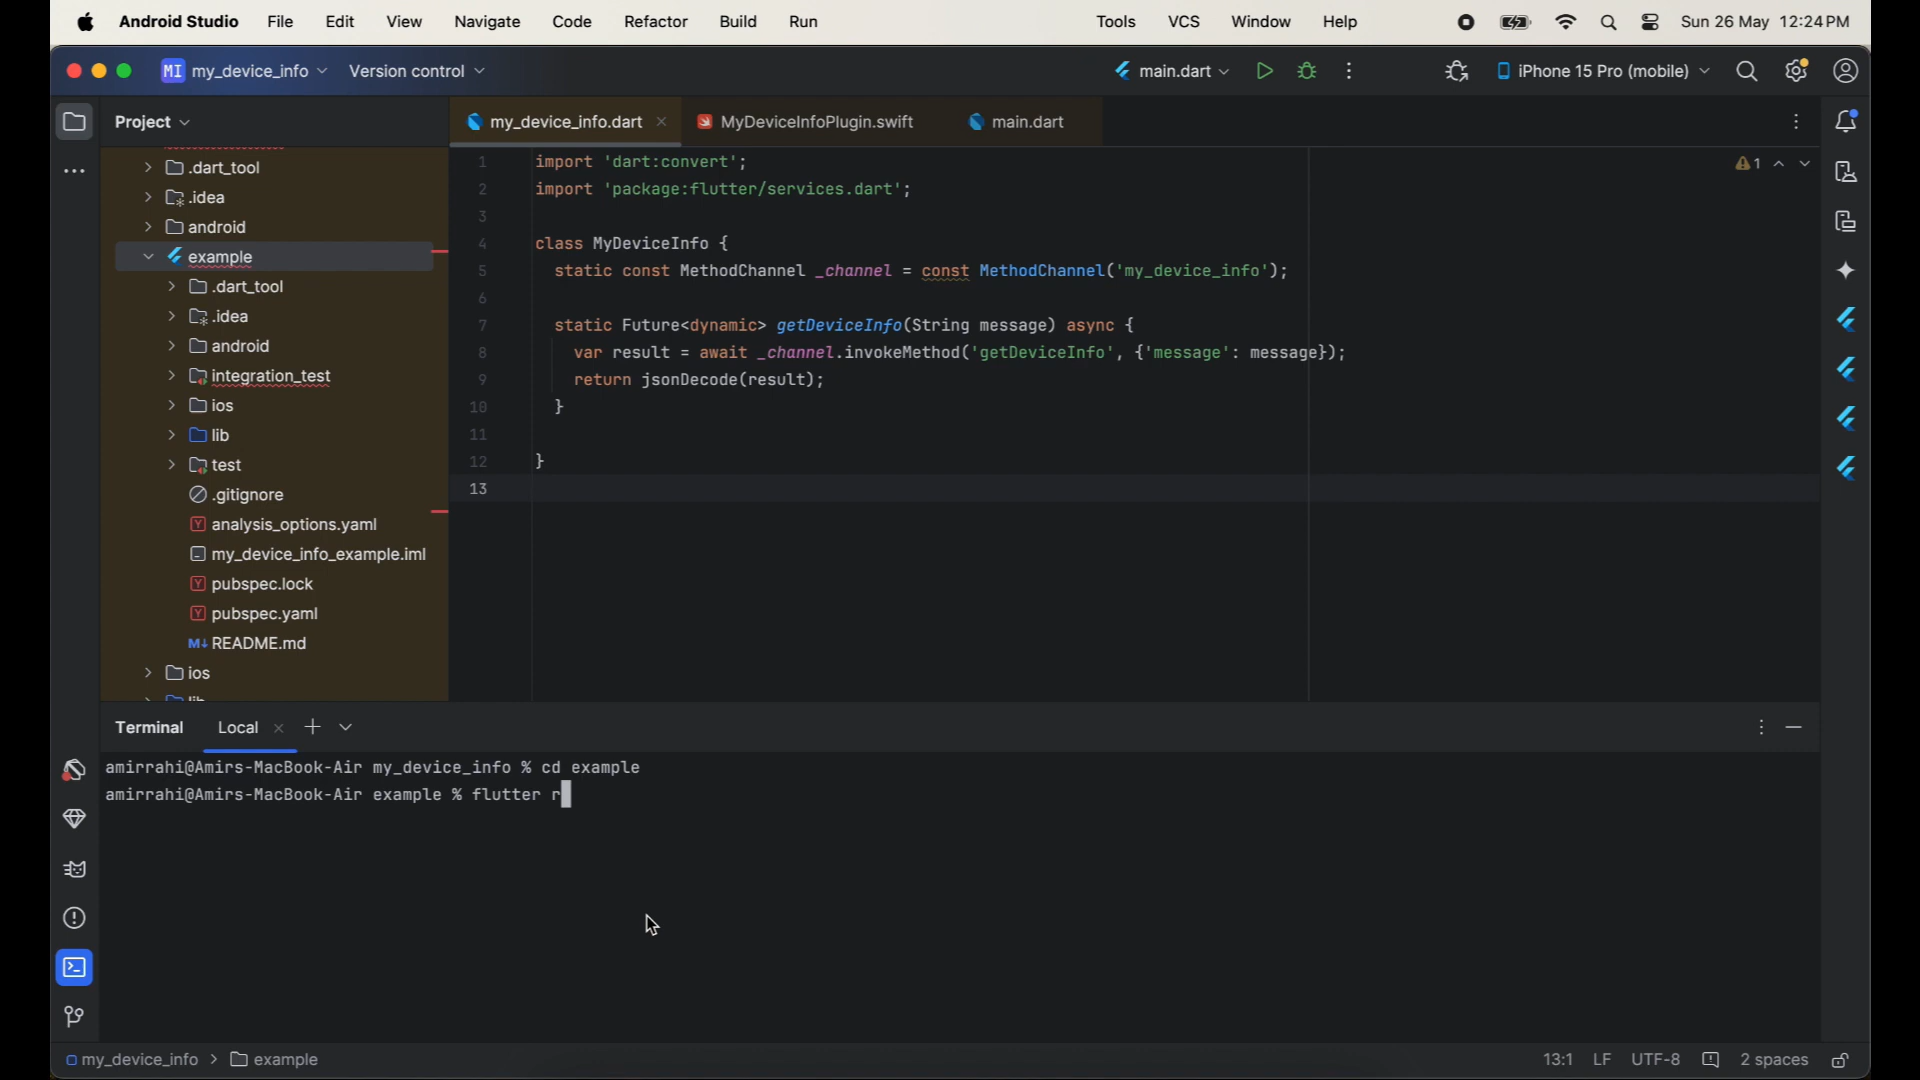 Android Studio File Edit View Navigate Code Refactor Build Run Tools VCS Window Help Sun 26 May 12:24 PM
MI my_device_info Version control main.dart iPhone 15 Pro (mobile)
Project
my_device_info.dart MyDeviceInfoPlugin.swift main.dart
.dart_tool
.idea
android
example
.dart_tool
.idea
android
integration_test
ios
lib
test
.gitignore
analysis_options.yaml
my_device_info_example.iml
pubspec.lock
pubspec.yaml
README.md
ios
lib
1 import 'dart:convert';
2 import 'package:flutter/services.dart';
3
4 class MyDeviceInfo {
5 static const MethodChannel _channel = const MethodChannel('my_device_info');
6
7 static Future<dynamic> getDeviceInfo(String message) async {
8 var result = await _channel.invokeMethod('getDeviceInfo', {'message': message});
9 return jsonDecode(result);
10 }
11
12 }
13
1
Terminal Local
amirrahi@Amirs-MacBook-Air my_device_info % cd example
amirrahi@Amirs-MacBook-Air example % flutter r
my_device_info > example 13:1 LF UTF-8 2 spaces